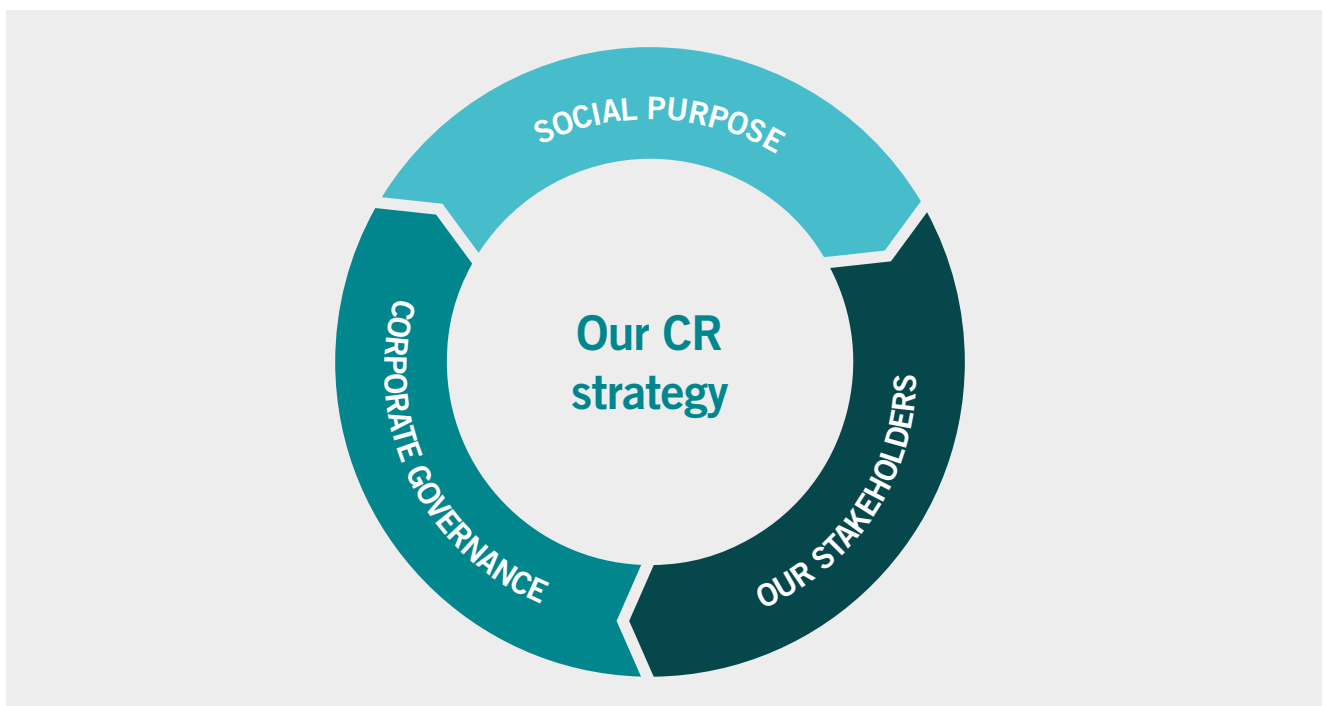 SOCIAL PURPOSE
Our CR
strategy
CORPORATE GOVERNANCE
OUR STAKEHOLDERS